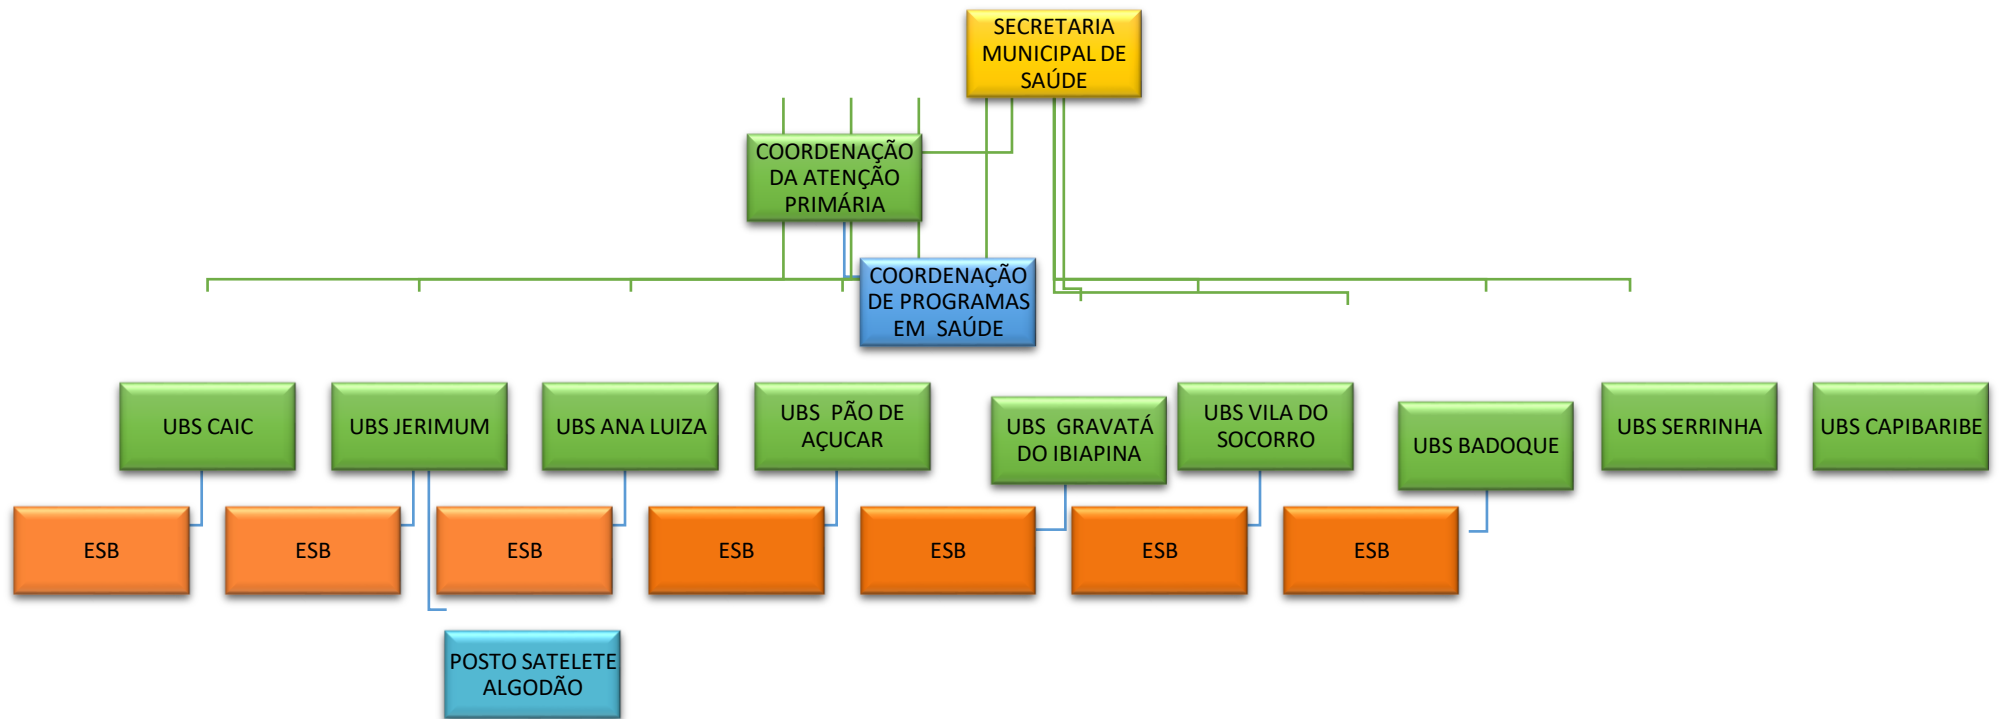 SECRETARIA
MUNICIPAL DE
SAÚDE
COORDENAÇÃO
DA ATENÇÃO
PRIMÁRIA
COORDENAÇÃO
DE PROGRAMAS
EM SAÚDE
UBS CAIC
UBS JERIMUM
UBS ANA LUIZA
UBS PÃO DE
AÇUCAR
UBS GRAVATÁ
DO IBIAPINA
UBS VILA DO
SOCORRO
UBS BADOQUE
UBS SERRINHA
UBS CAPIBARIBE
ESB
ESB
ESB
ESB
ESB
ESB
ESB
POSTO SATELETE
ALGODÃO